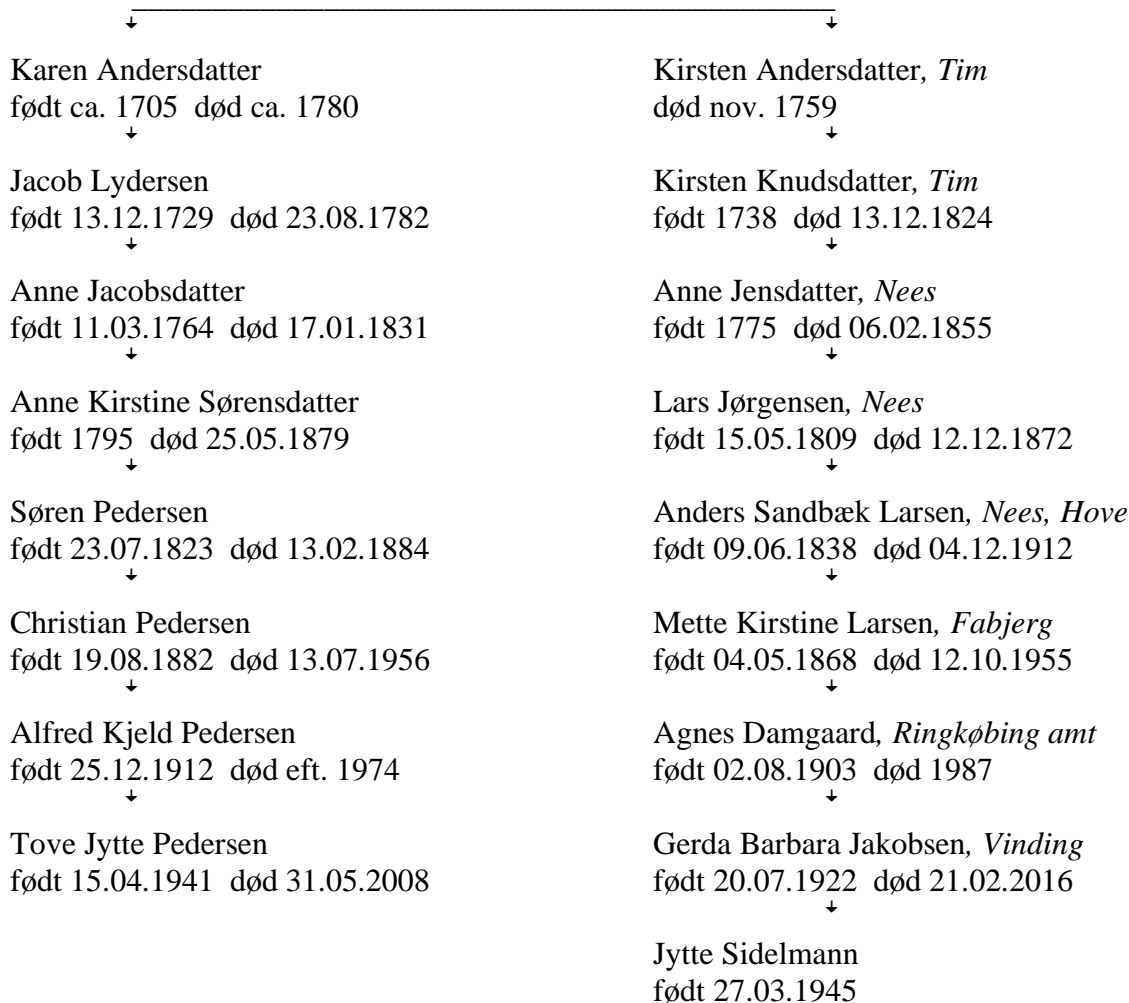 Karen Andersdatter
født ca. 1705 død ca. 1780
Jacob Lydersen
født 13.12.1729 død 23.08.1782
Anne Jacobsdatter
født 11.03.1764 død 17.01.1831
Anne Kirstine Sørensdatter
født 1795 død 25.05.1879
Søren Pedersen
født 23.07.1823 død 13.02.1884
Christian Pedersen
født 19.08.1882 død 13.07.1956
Alfred Kjeld Pedersen
født 25.12.1912 død eft. 1974
Tove Jytte Pedersen
født 15.04.1941 død 31.05.2008
Kirsten Andersdatter, Tim
død nov. 1759
Kirsten Knudsdatter, Tim
født 1738 død 13.12.1824
Anne Jensdatter, Nees
født 1775 død 06.02.1855
Lars Jørgensen, Nees
født 15.05.1809 død 12.12.1872
Anders Sandbæk Larsen, Nees, Hove
født 09.06.1838 død 04.12.1912
Mette Kirstine Larsen, Fabjerg
født 04.05.1868 død 12.10.1955
Agnes Damgaard, Ringkøbing amt
født 02.08.1903 død 1987
Gerda Barbara Jakobsen, Vinding
født 20.07.1922 død 21.02.2016
Jytte Sidelmann
født 27.03.1945